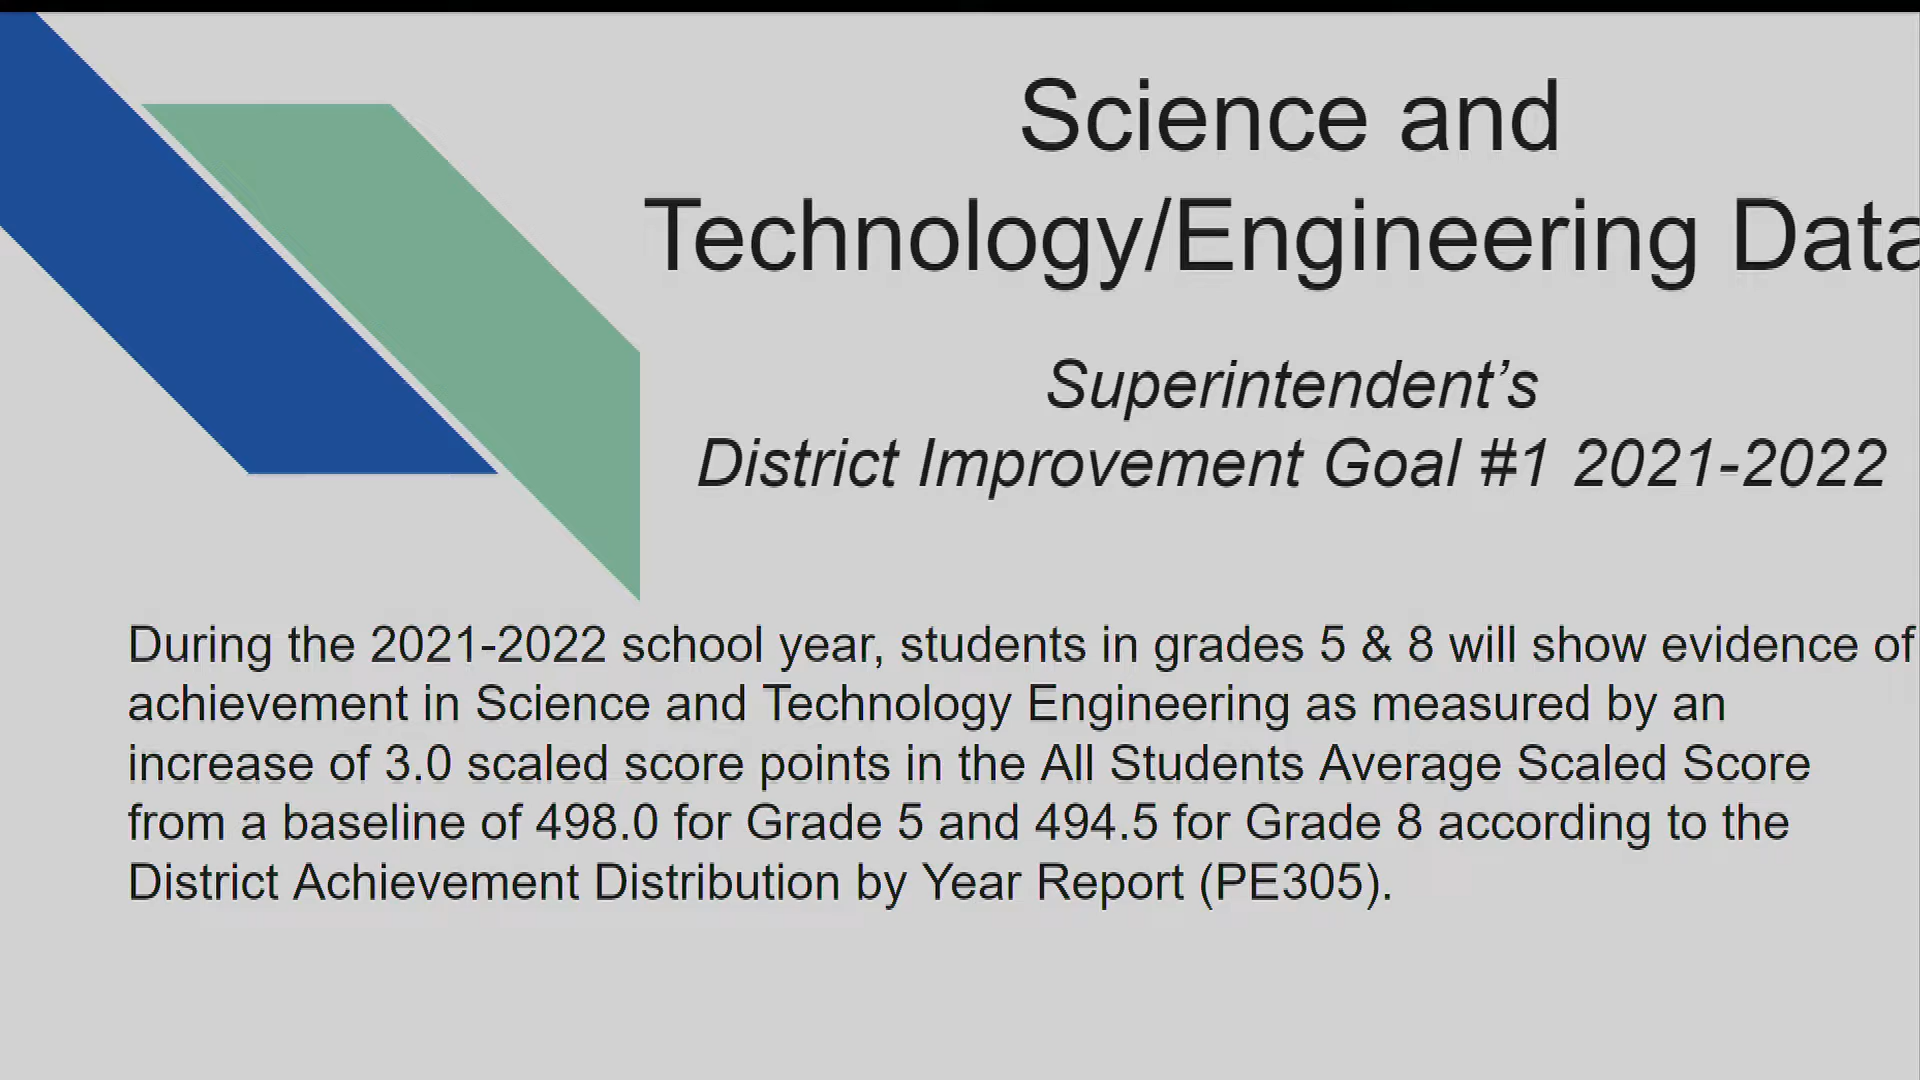 Science and
Technology/Engineering Data
Superintendent’s
District Improvement Goal #1 2021-2022
During the 2021-2022 school year, students in grades 5 & 8 will show evidence of
achievement in Science and Technology Engineering as measured by an
increase of 3.0 scaled score points in the All Students Average Scaled Score
from a baseline of 498.0 for Grade 5 and 494.5 for Grade 8 according to the
District Achievement Distribution by Year Report (PE305).